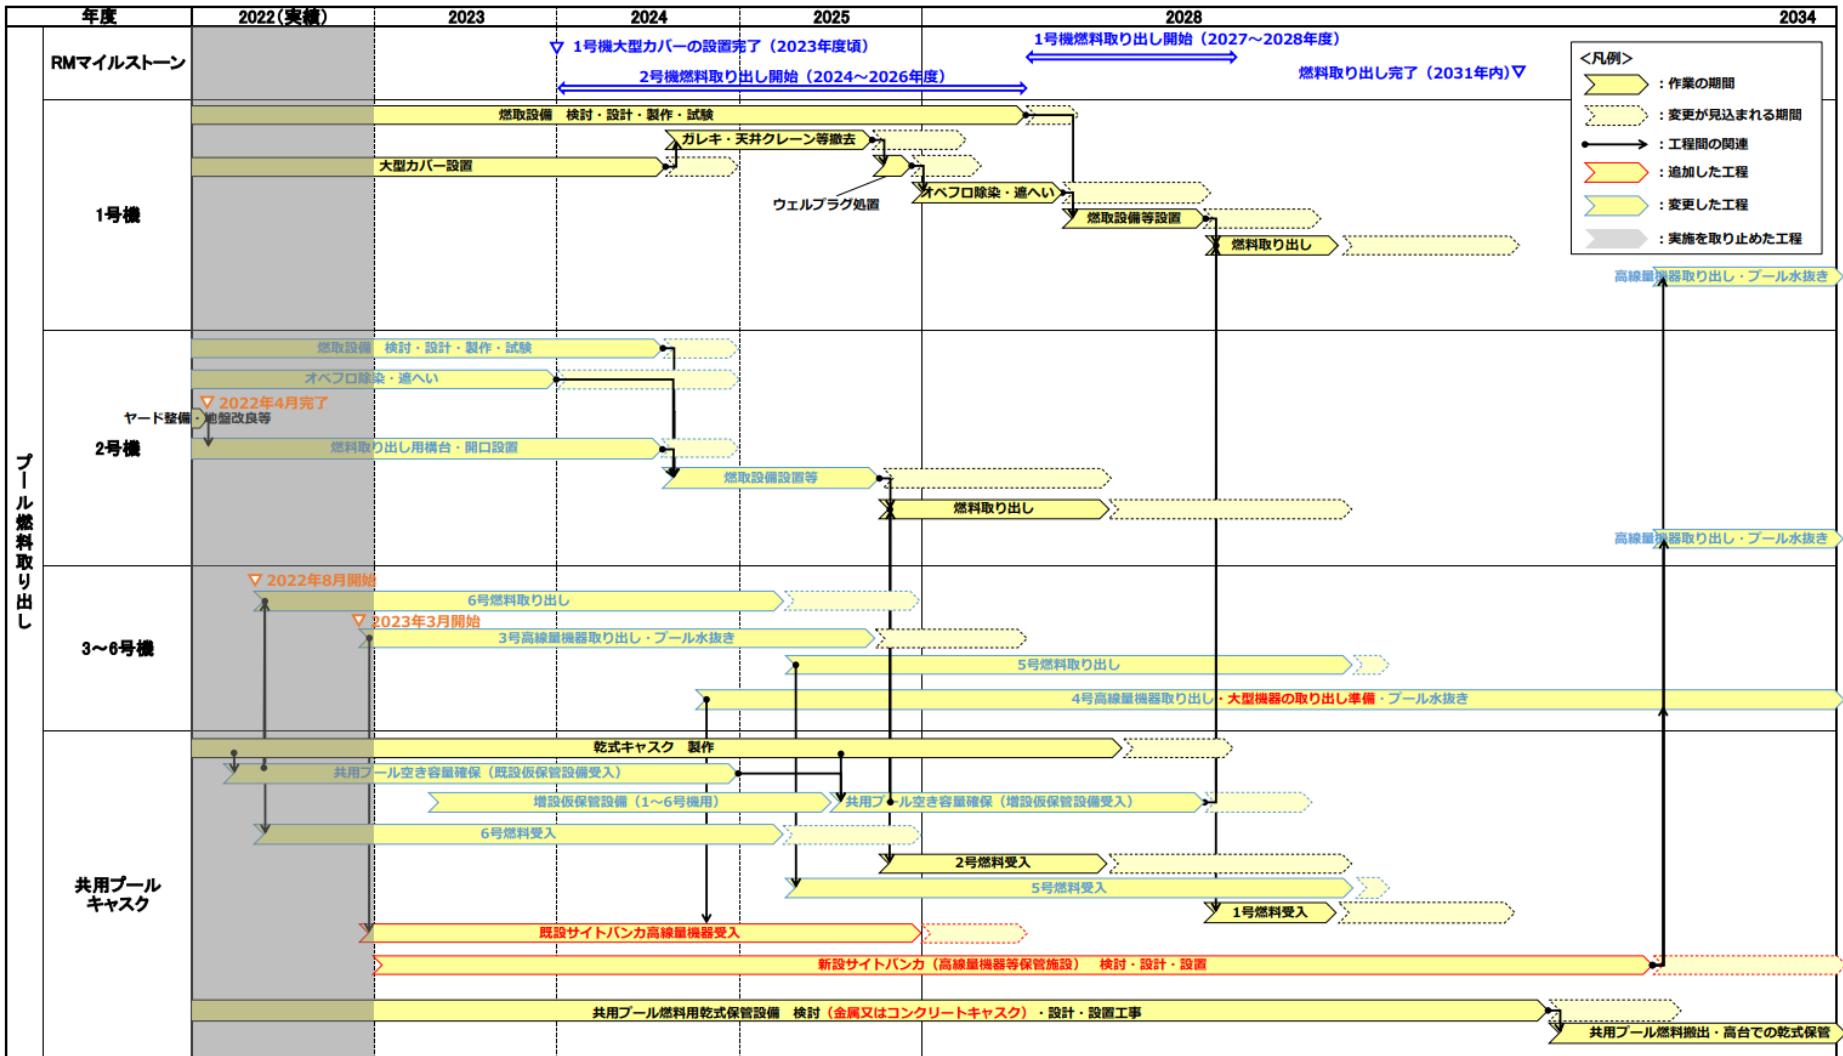 年度 2022(実績) 2023 2024 2025 2028 2034
プール燃料取り出し
RMマイルストーン
1号機大型カバーの設置完了（2023年度頃）
2号機燃料取り出し開始（2024～2026年度）
1号機燃料取り出し開始（2027～2028年度）
燃料取り出し完了（2031年内）
＜凡例＞
：作業の期間
：変更が見込まれる期間
：工程間の関連
：追加した工程
：変更した工程
：実施を取り止めた工程
1号機
燃取設備　検討・設計・製作・試験
ガレキ・天井クレーン等撤去
大型カバー設置
ウェルプラグ処置
オペフロ除染・遮へい
燃取設備等設置
燃料取り出し
高線量機器取り出し・プール水抜き
2号機
燃取設備　検討・設計・製作・試験
オペフロ除染・遮へい
2022年4月完了
ヤード整備・地盤改良等
燃料取り出し用構台・開口設置
燃取設備設置等
燃料取り出し
高線量機器取り出し・プール水抜き
3～6号機
2022年8月開始
6号燃料取り出し
2023年3月開始
3号高線量機器取り出し・プール水抜き
5号燃料取り出し
4号高線量機器取り出し・大型機器の取り出し準備・プール水抜き
共用プール
キャスク
乾式キャスク　製作
共用プール空き容量確保（既設仮保管設備受入）
増設仮保管設備（1～6号機用）
共用プール空き容量確保（増設仮保管設備受入）
6号燃料受入
2号燃料受入
5号燃料受入
1号燃料受入
既設サイトバンカ高線量機器受入
新設サイトバンカ（高線量機器等保管施設）　検討・設計・設置
共用プール燃料用乾式保管設備　検討（金属又はコンクリートキャスク）・設計・設置工事
共用プール燃料搬出・高台での乾式保管